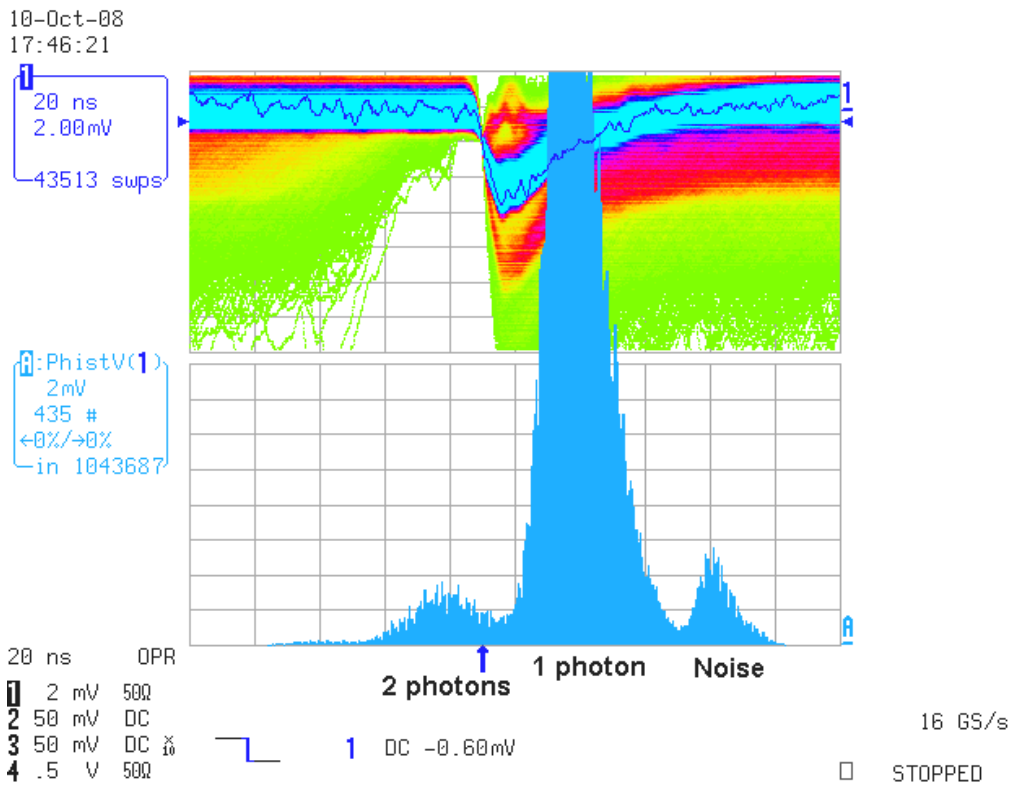 10-Oct-08
17:46:21
1
20 ns
2.00mV
43513 swps
1
A:PhistV(1)
2mV
435 #
←0%/→0%
in 1043687
A
20 ns OPR
2 photons
1 photon
Noise
1 2 mV 50Ω
2 50 mV DC
3 50 mV DC x10
4 .5 V 50Ω
1 DC -0.60mV
16 GS/s
STOPPED